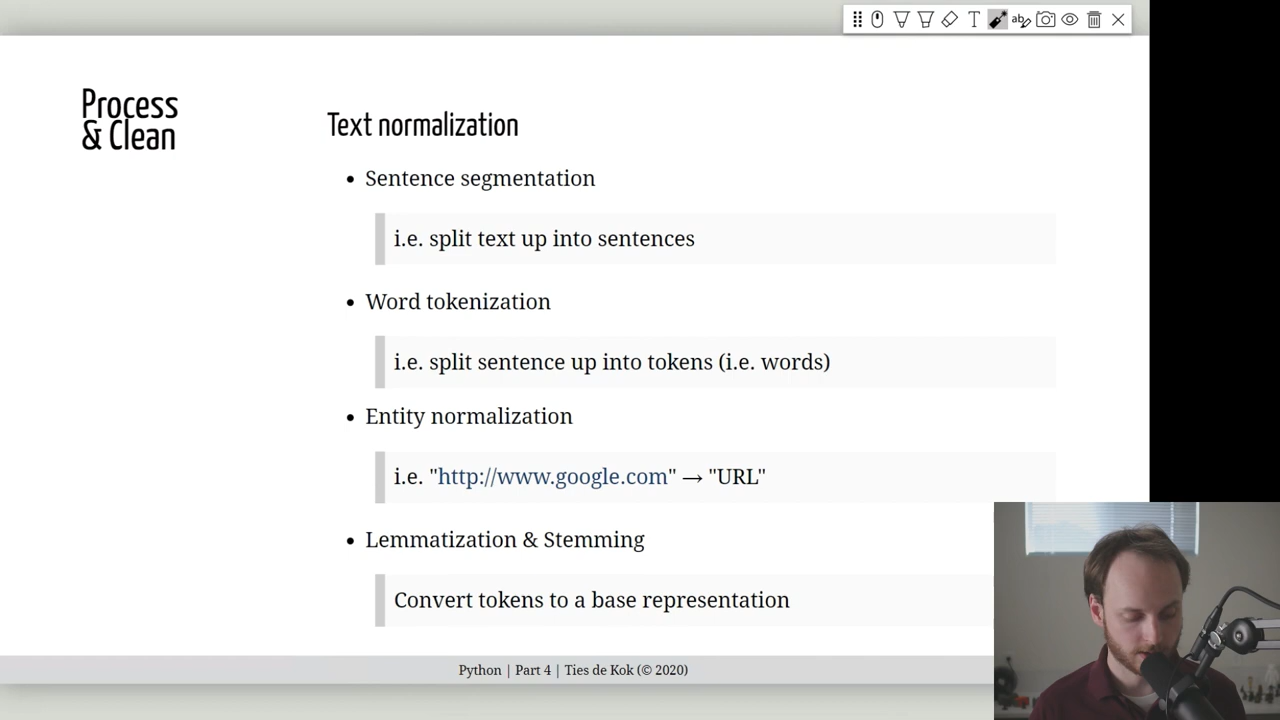 Process
& Clean
Text normalization
• Sentence segmentation
i.e. split text up into sentences
• Word tokenization
i.e. split sentence up into tokens (i.e. words)
• Entity normalization
i.e. "http://www.google.com" → "URL"
• Lemmatization & Stemming
Convert tokens to a base representation
Python | Part 4 | Ties de Kok (© 2020)